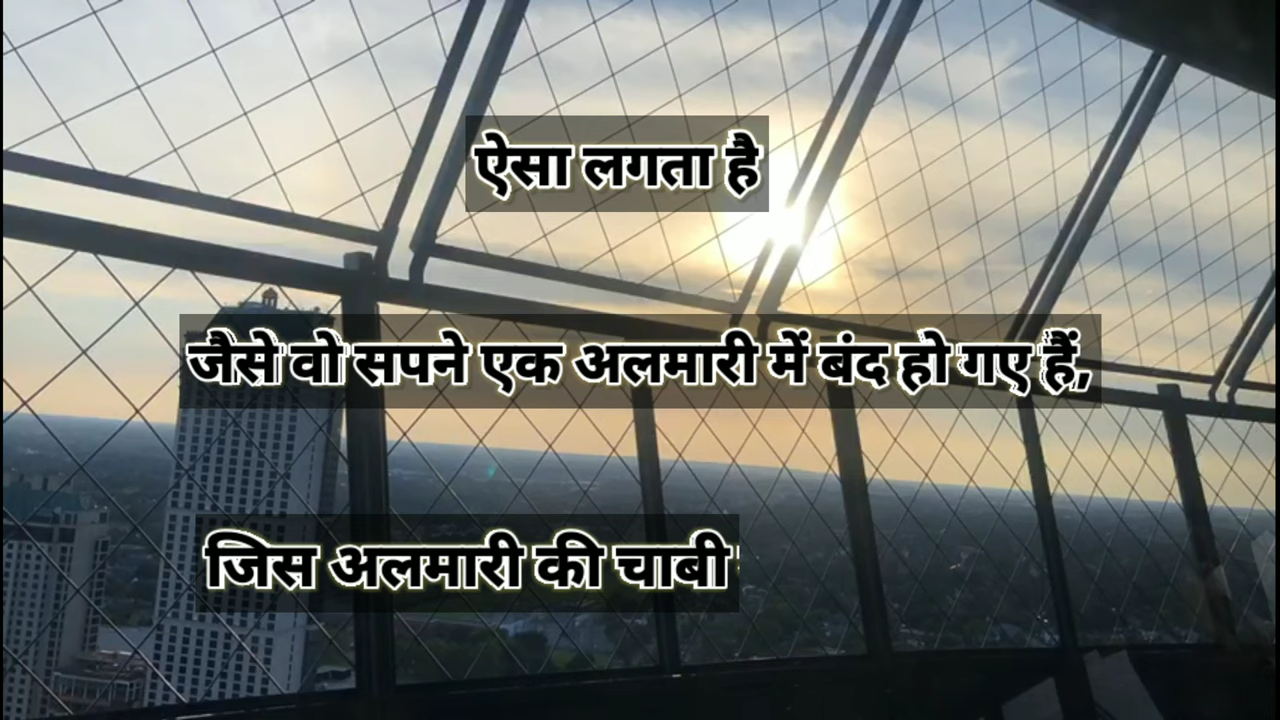 ऐसा लगता है
जैसे वो सपने एक अलमारी में बंद हो गए हैं,
जिस अलमारी की चाबी